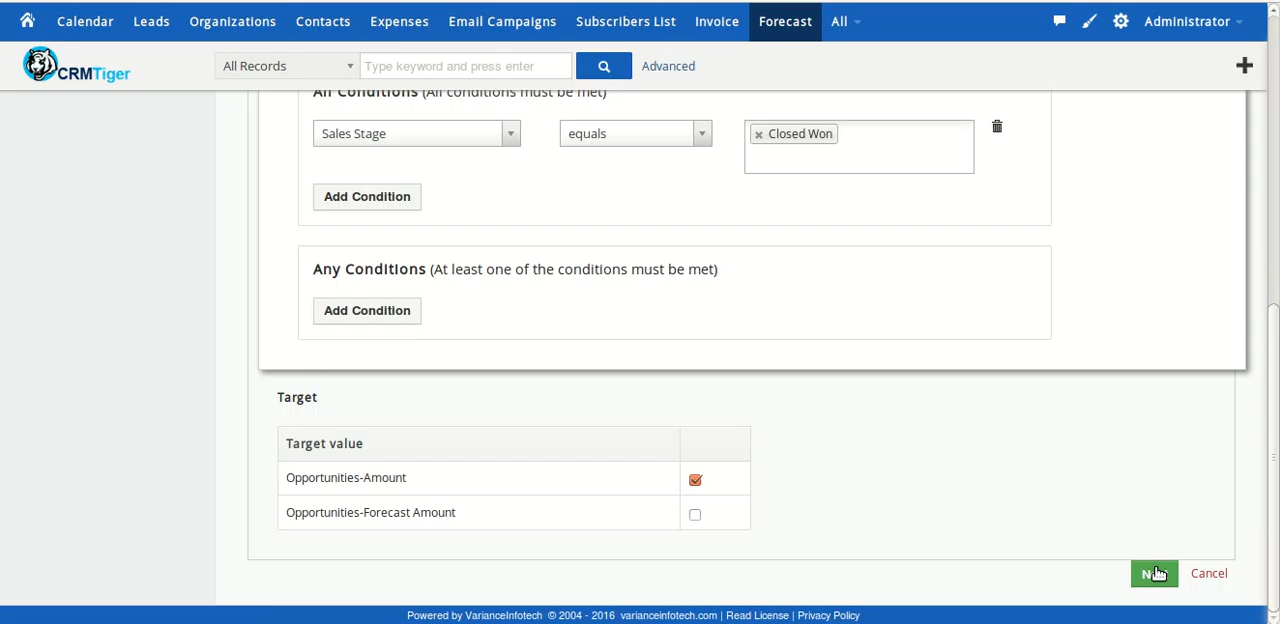 Calendar Leads Organizations Contacts Expenses Email Campaigns Subscribers List Invoice Forecast All Administrator
CRMTiger All Records Type keyword and press enter Advanced
All Conditions (All conditions must be met)
Sales Stage equals Closed Won
Add Condition
Any Conditions (At least one of the conditions must be met)
Add Condition
Target
Target value
Opportunities-Amount
Opportunities-Forecast Amount
Cancel
Powered by VarianceInfotech © 2004 - 2016 varianceinfotech.com | Read License | Privacy Policy